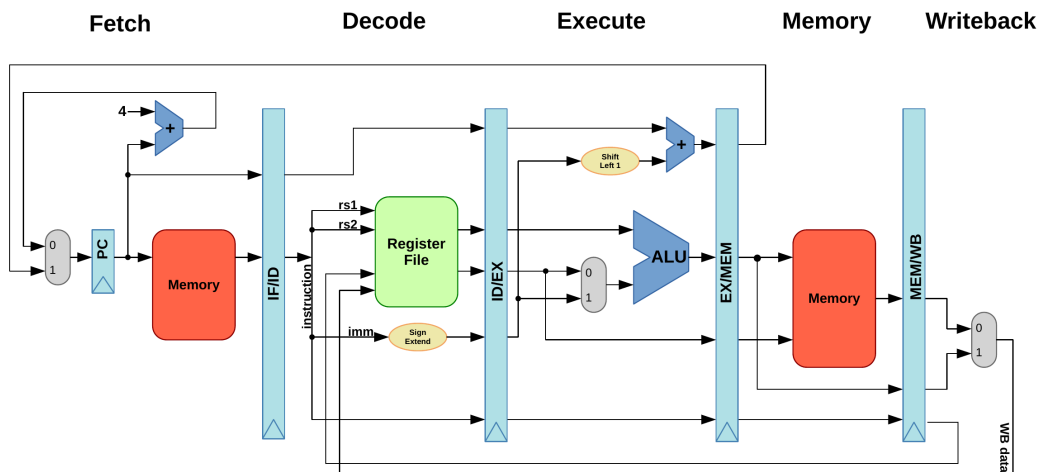 Fetch
Decode
Execute
Memory
Writeback
4
+
+
Shift
Left 1
rs1
rs2
Register
File
0
1
PC
Memory
IF/ID
instruction
imm
Sign
Extend
ID/EX
0
1
ALU
EX/MEM
Memory
MEM/WB
0
1
WB data